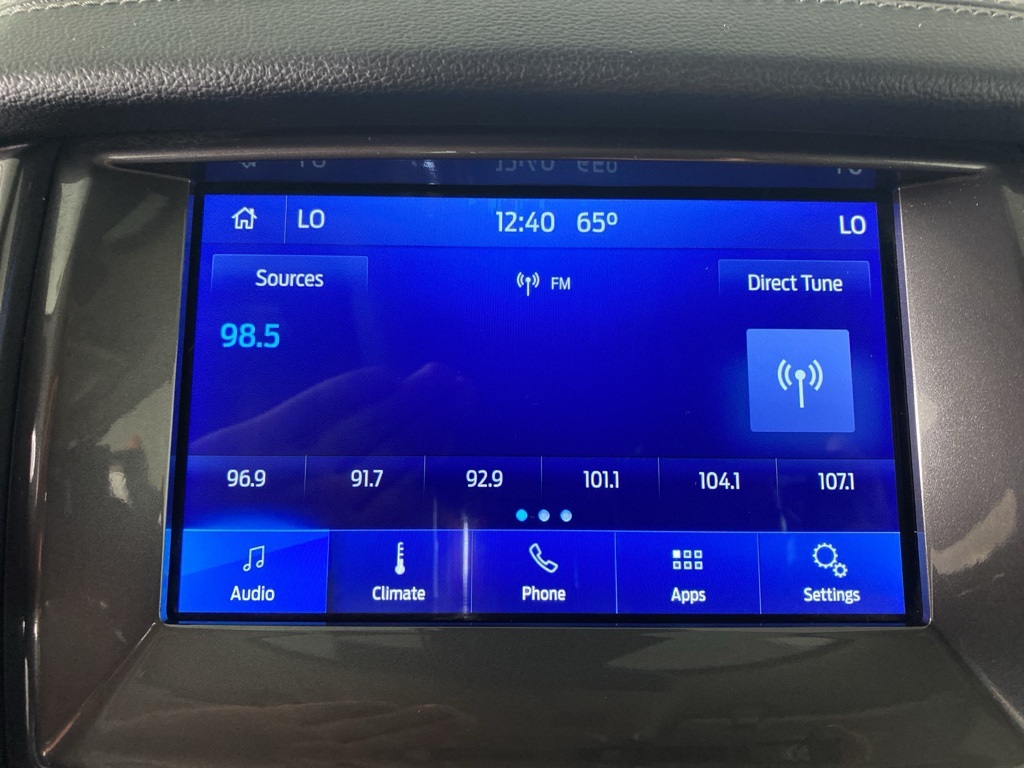 LO 12:40 65º LO
Sources FM Direct Tune
98.5
96.9 91.7 92.9 101.1 104.1 107.1
Audio Climate Phone Apps Settings